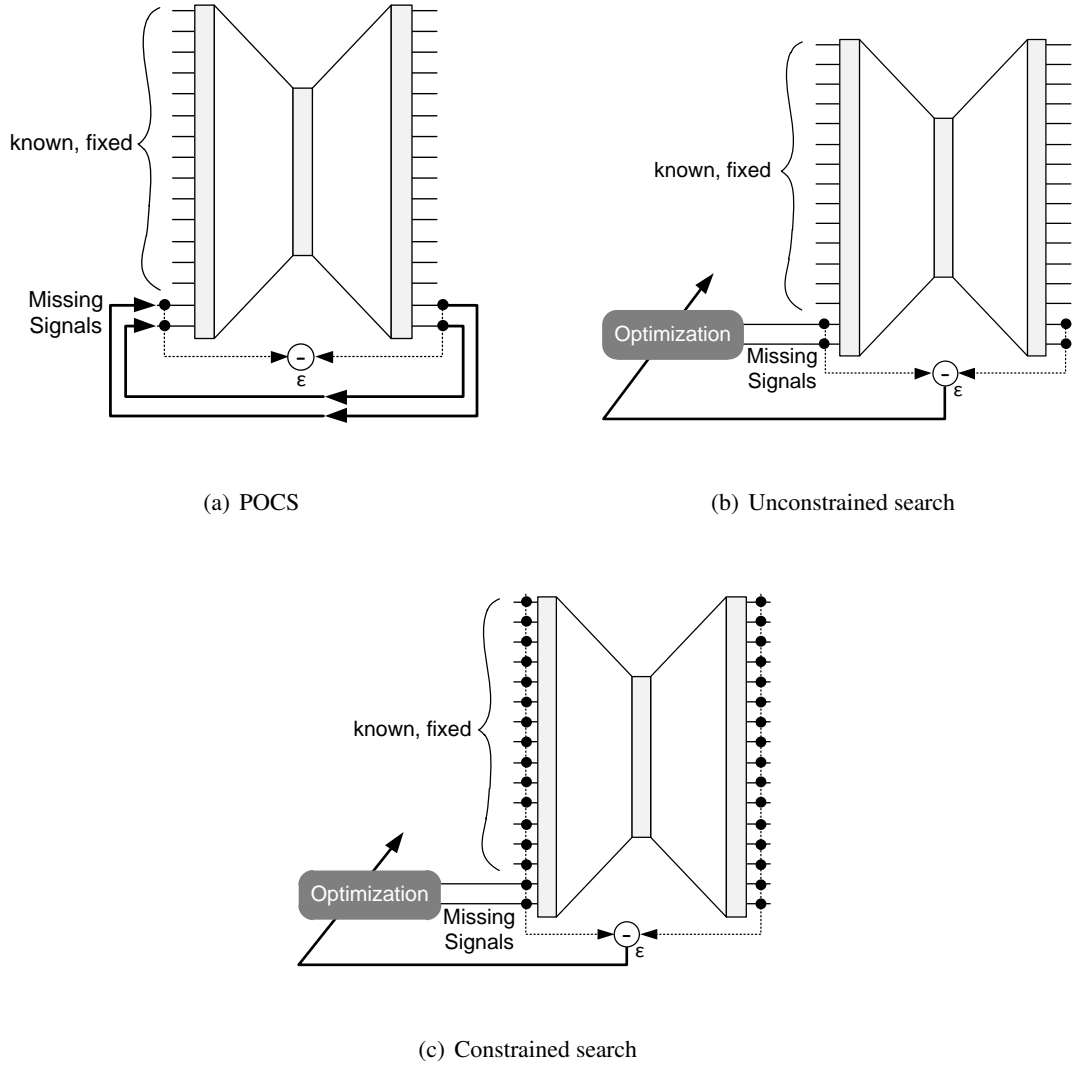 known, fixed
Missing
Signals
-
ε
(a) POCS
known, fixed
Optimization
Missing
Signals
-
ε
(b) Unconstrained search
known, fixed
Optimization
Missing
Signals
-
ε
(c) Constrained search